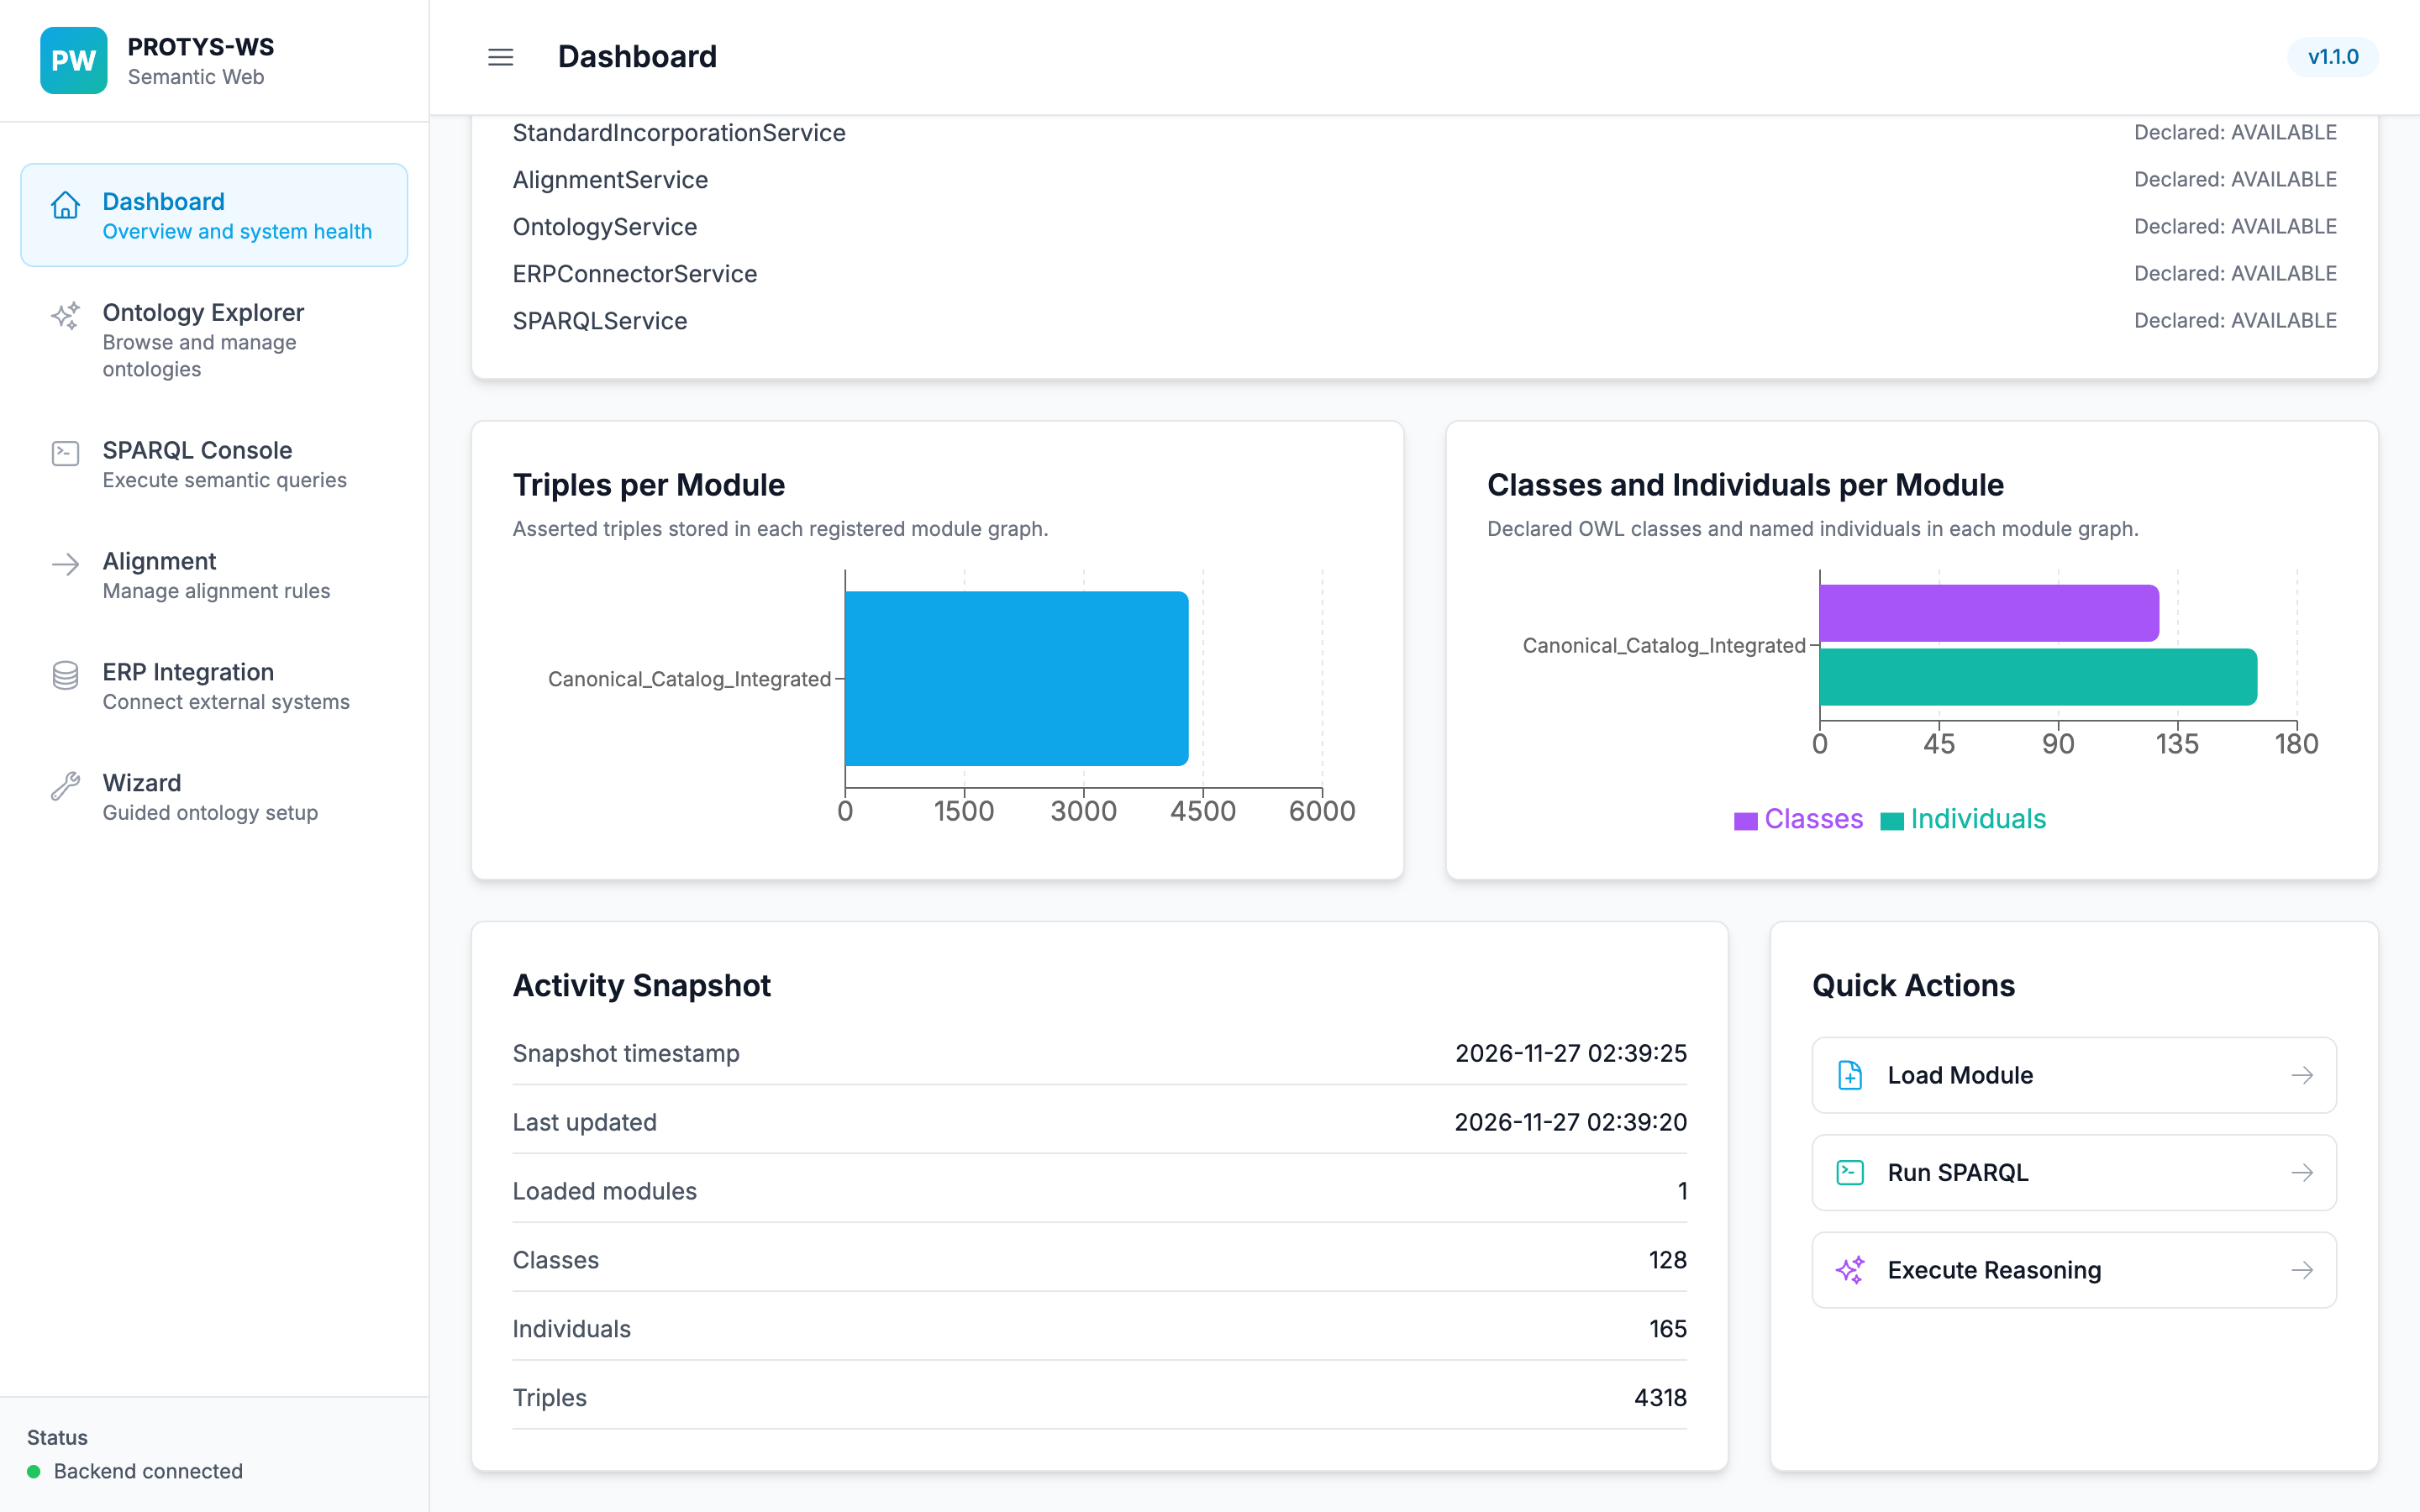 PW
PROTYS-WS
Semantic Web
Dashboard
Overview and system health
Ontology Explorer
Browse and manage
ontologies
SPARQL Console
Execute semantic queries
Alignment
Manage alignment rules
ERP Integration
Connect external systems
Wizard
Guided ontology setup
Status
Backend connected
Dashboard
v1.1.0
StandardIncorporationService Declared: AVAILABLE
AlignmentService Declared: AVAILABLE
OntologyService Declared: AVAILABLE
ERPConnectorService Declared: AVAILABLE
SPARQLService Declared: AVAILABLE
Triples per Module
Asserted triples stored in each registered module graph.
Canonical_Catalog_Integrated
0 1500 3000 4500 6000
Classes and Individuals per Module
Declared OWL classes and named individuals in each module graph.
Canonical_Catalog_Integrated
0 45 90 135 180
Classes Individuals
Activity Snapshot
Snapshot timestamp 2026-11-27 02:39:25
Last updated 2026-11-27 02:39:20
Loaded modules 1
Classes 128
Individuals 165
Triples 4318
Quick Actions
Load Module
Run SPARQL
Execute Reasoning